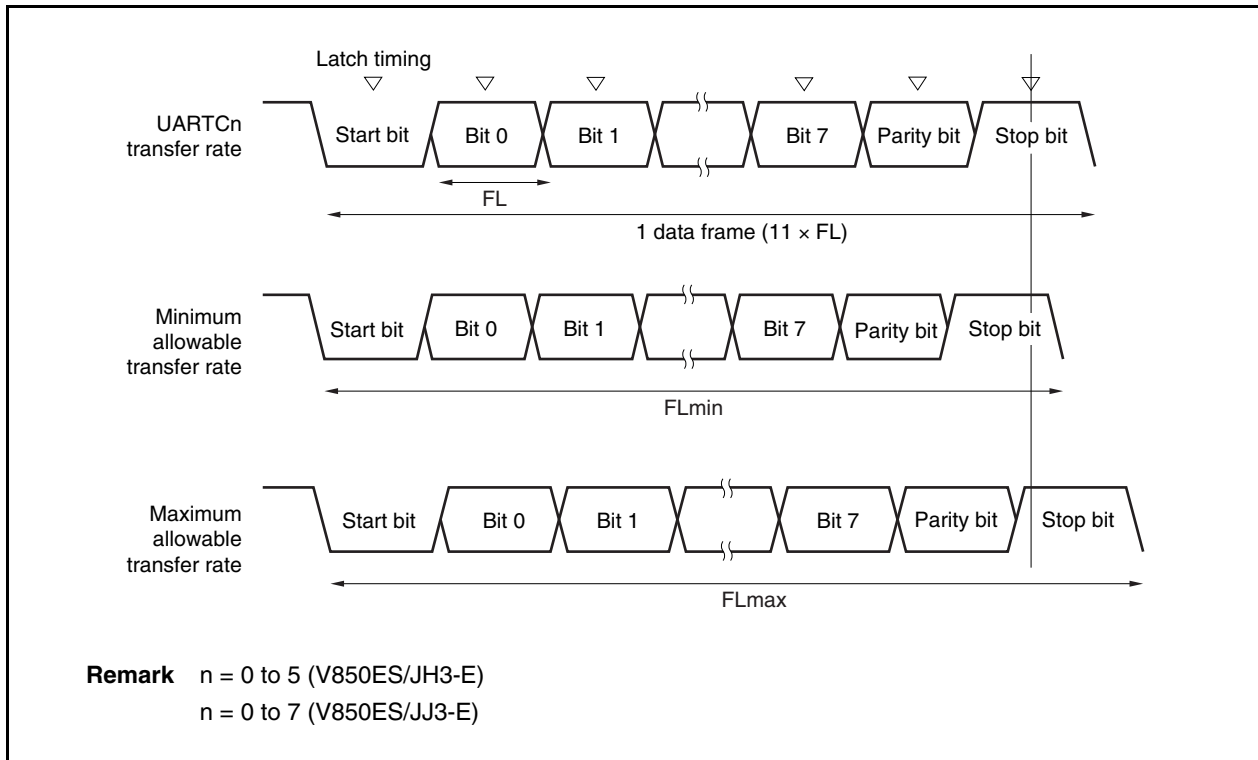 Latch timing
UARTCn
transfer rate
Start bit Bit 0 Bit 1 Bit 7 Parity bit Stop bit
FL
1 data frame (11 × FL)
Minimum
allowable
transfer rate
Start bit Bit 0 Bit 1 Bit 7 Parity bit Stop bit
FLmin
Maximum
allowable
transfer rate
Start bit Bit 0 Bit 1 Bit 7 Parity bit Stop bit
FLmax
Remark n = 0 to 5 (V850ES/JH3-E)
n = 0 to 7 (V850ES/JJ3-E)